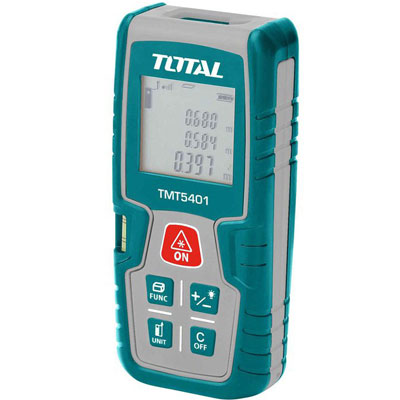 TOTAL
0.680 m
0.584 m
0.397
TMT5401
ON
FUNC
+/-
UNIT
C
OFF